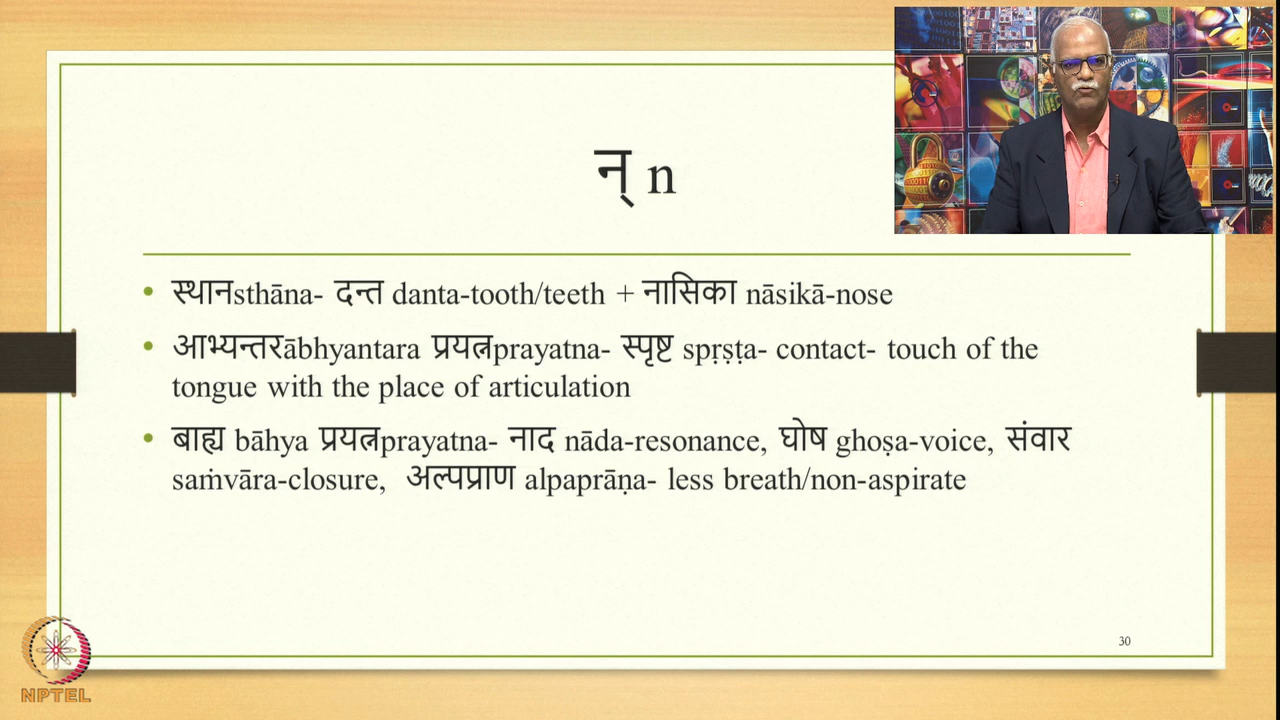 न् n
• स्थानsthāna- दन्त danta-tooth/teeth + नासिका nāsikā-nose
• आभ्यन्तरābhyantara प्रयत्नprayatna- स्पृष्ट spṛṣṭa- contact- touch of the
tongue with the place of articulation
• बाह्य bāhya प्रयत्नprayatna- नाद nāda-resonance, घोष ghoṣa-voice, संवार
saṁvāra-closure, अल्पप्राण alpaprāṇa- less breath/non-aspirate
30
NPTEL